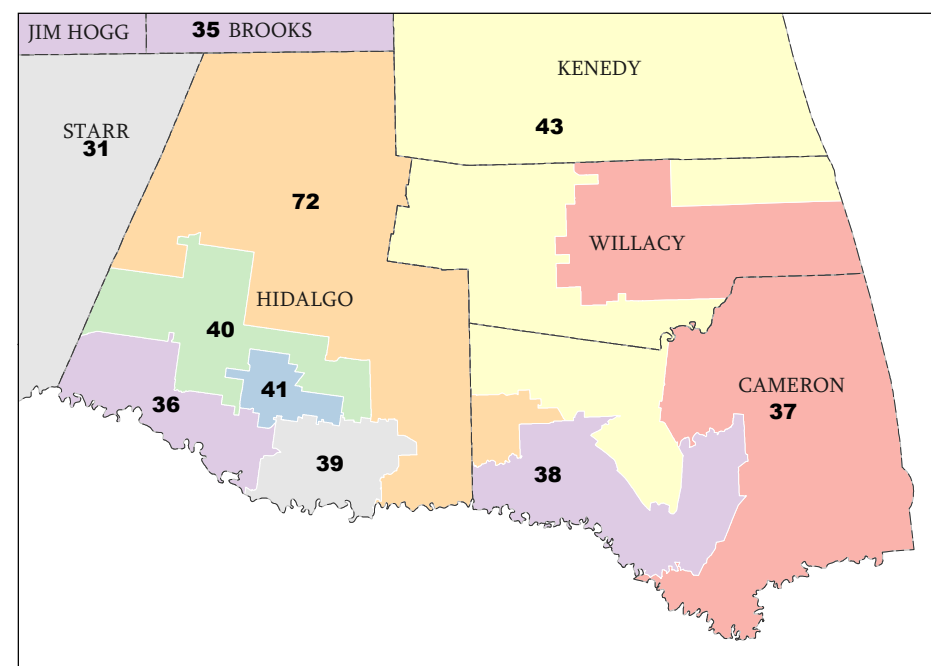 JIM HOGG
35 BROOKS
KENEDY
43
STARR
31
72
WILLACY
HIDALGO
40
41
CAMERON
37
36
39
38